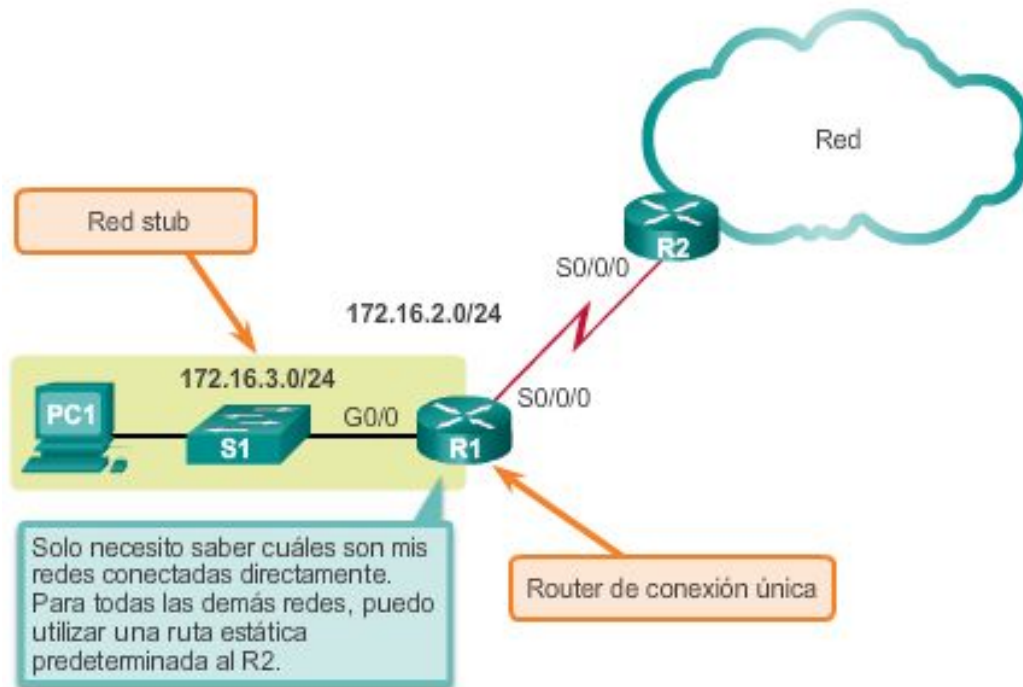 Red
Red stub
R2
S0/0/0
172.16.2.0/24
172.16.3.0/24
S0/0/0
PC1
G0/0
S1
R1
Solo necesito saber cuáles son mis
redes conectadas directamente.
Para todas las demás redes, puedo
utilizar una ruta estática
predeterminada al R2.
Router de conexión única